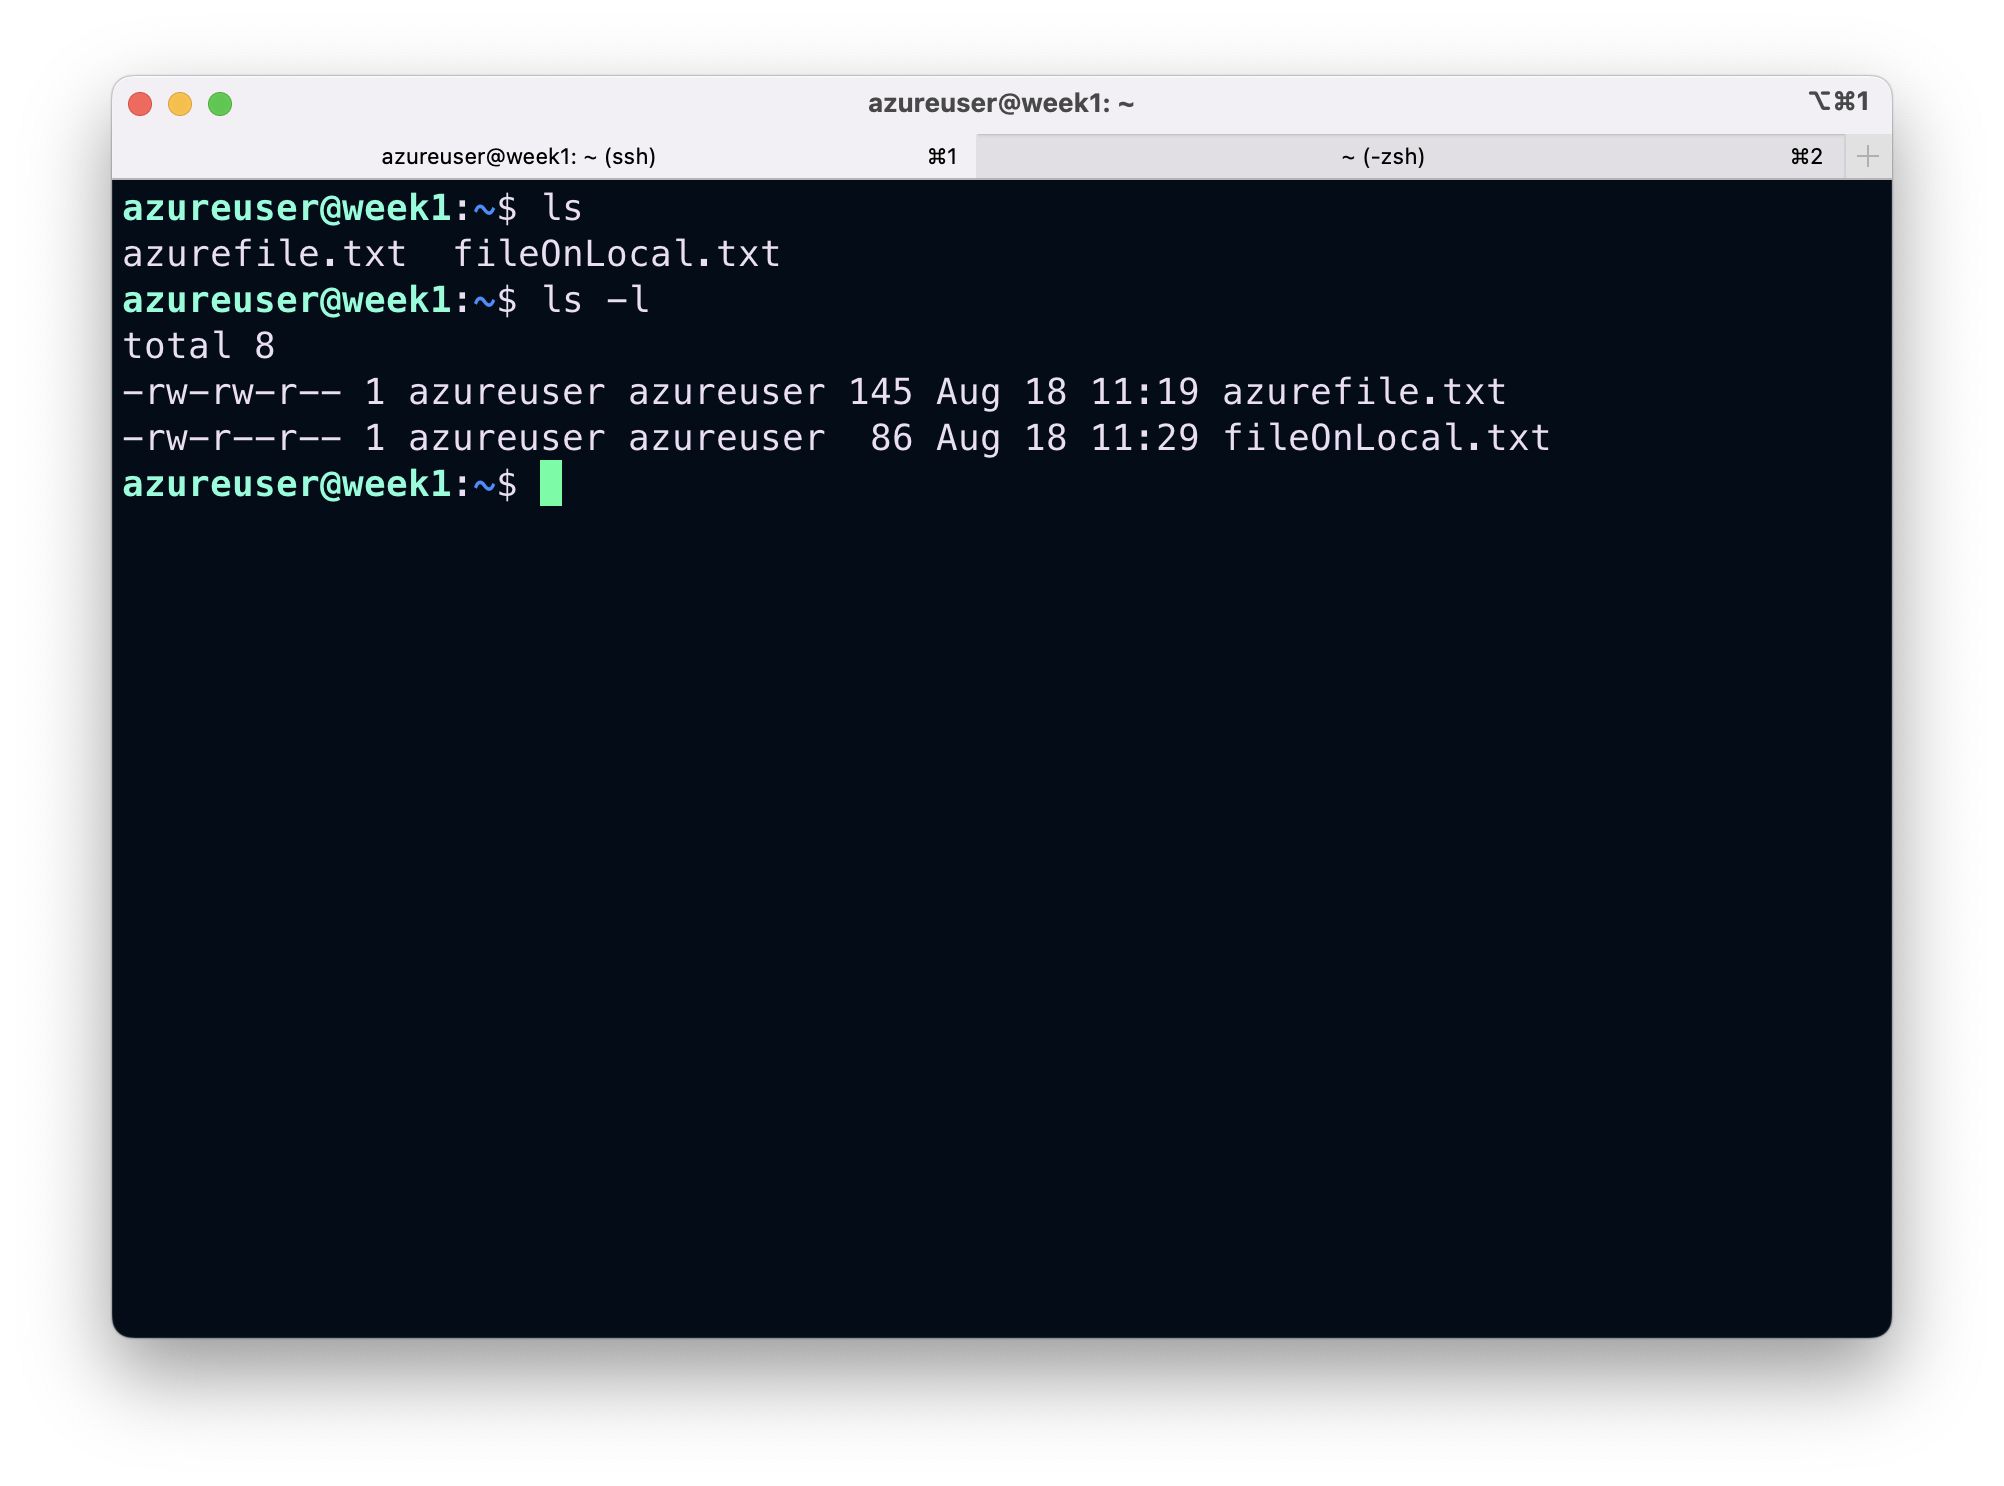 azureuser@week1: ~
⌥⌘1
azureuser@week1: ~ (ssh) ⌘1
~ (-zsh) ⌘2
azureuser@week1:~$ ls
azurefile.txt  fileOnLocal.txt
azureuser@week1:~$ ls -l
total 8
-rw-rw-r-- 1 azureuser azureuser 145 Aug 18 11:19 azurefile.txt
-rw-r--r-- 1 azureuser azureuser  86 Aug 18 11:29 fileOnLocal.txt
azureuser@week1:~$